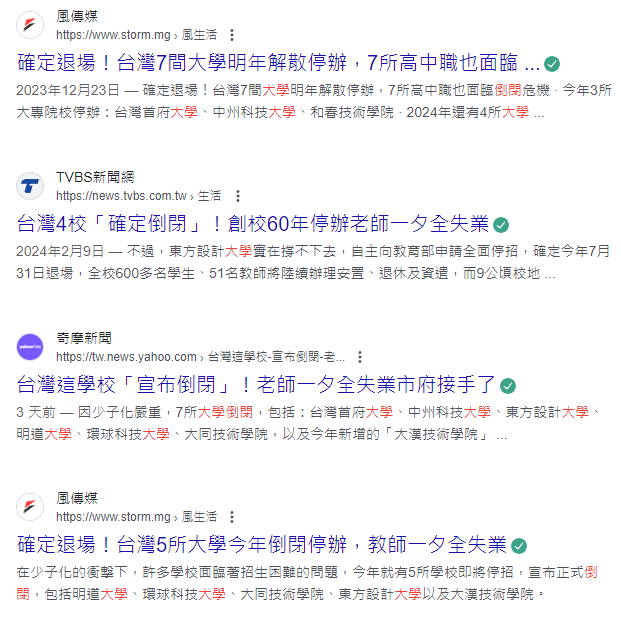 風傳媒
https://www.storm.mg › 風生活
確定退場！台灣7間大學明年解散停辦，7所高中職也面臨 ...
2023年12月23日 — 確定退場！台灣7間大學明年解散停辦，7所高中職也面臨倒閉危機 · 今年3所
大專院校停辦：台灣首府大學、中州科技大學、和春技術學院 · 2024年還有4所大學 ...
TVBS新聞網
https://news.tvbs.com.tw › 生活
台灣4校「確定倒閉」！創校60年停辦老師一夕全失業
2024年2月9日 — 不過，東方設計大學實在撐不下去，自主向教育部申請全面停招，確定今年7月
31日退場，全校600多名學生、51名教師將陸續辦理安置、退休及資遣，而9公頃校地 ...
奇摩新聞
https://tw.news.yahoo.com › 台灣這學校-宣布倒閉-老...
台灣這學校「宣布倒閉」！老師一夕全失業市府接手了
3 天前 — 因少子化嚴重，7所大學倒閉，包括：台灣首府大學、中州科技大學、東方設計大學、
明道大學、環球科技大學、大同技術學院，以及今年新增的「大漢技術學院」 ...
風傳媒
https://www.storm.mg › 風生活
確定退場！台灣5所大學今年倒閉停辦，教師一夕全失業
在少子化的衝擊下，許多學校面臨著招生困難的問題，今年就有5所學校即將停招，宣布正式倒
閉，包括明道大學、環球科技大學、大同技術學院、東方設計大學以及大漢技術學院。